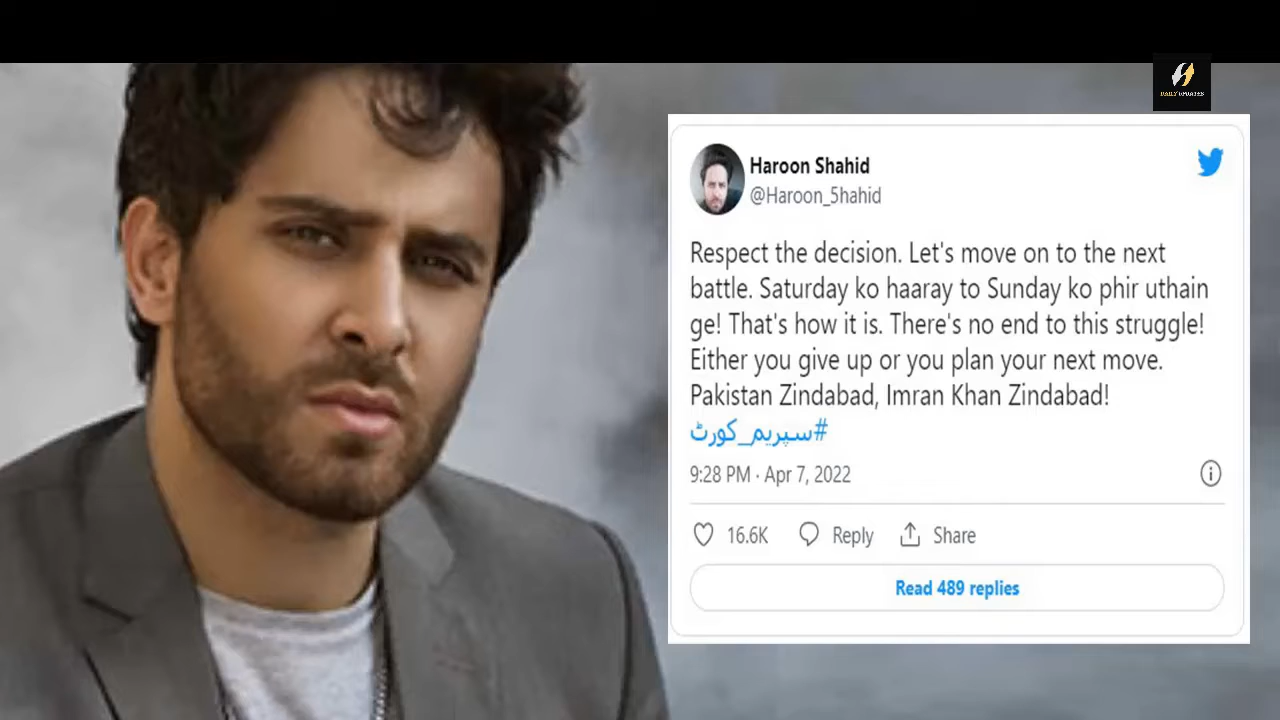 DAILY UPDATES
Haroon Shahid
@Haroon_5hahid
Respect the decision. Let's move on to the next
battle. Saturday ko haaray to Sunday ko phir uthain
ge! That's how it is. There's no end to this struggle!
Either you give up or you plan your next move.
Pakistan Zindabad, Imran Khan Zindabad!
#سپریم_کورٹ
9:28 PM · Apr 7, 2022
16.6K Reply Share
Read 489 replies